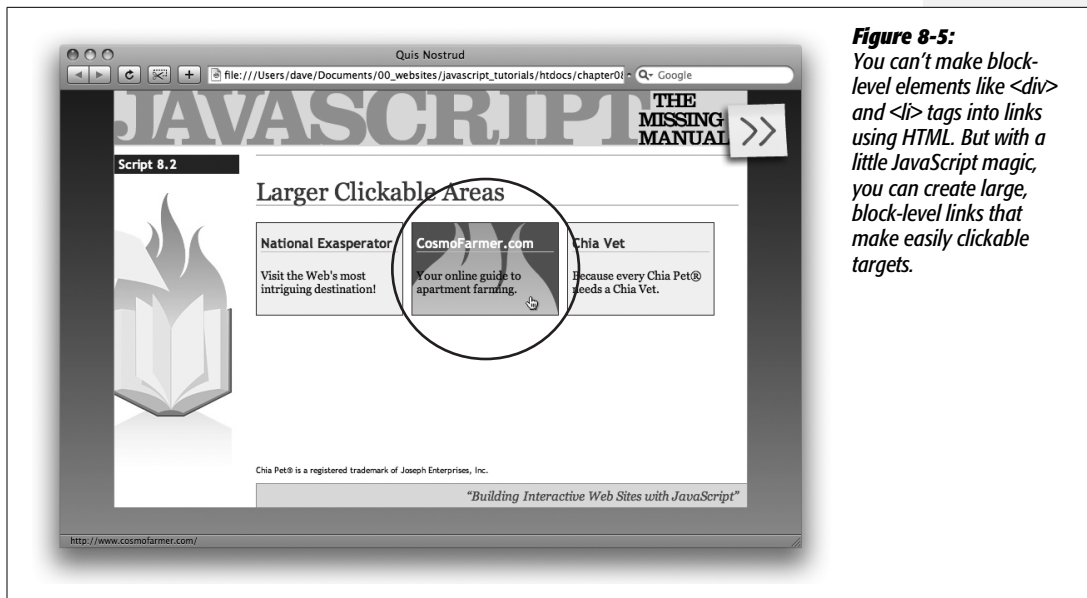 Quis Nostrud
file:///Users/dave/Documents/00_websites/javascript_tutorials/htdocs/chapter08
Google
JAVASCRIPT
THE
MISSING
MANUAL
>>
Script 8.2
Larger Clickable Areas
National Exasperator
Visit the Web's most
intriguing destination!
CosmoFarmer.com
Your online guide to
apartment farming.
Chia Vet
Because every Chia Pet®
needs a Chia Vet.
Chia Pet® is a registered trademark of Joseph Enterprises, Inc.
“Building Interactive Web Sites with JavaScript”
http://www.cosmofarmer.com/
Figure 8-5:
You can’t make block-
level elements like <div>
and <li> tags into links
using HTML. But with a
little JavaScript magic,
you can create large,
block-level links that
make easily clickable
targets.